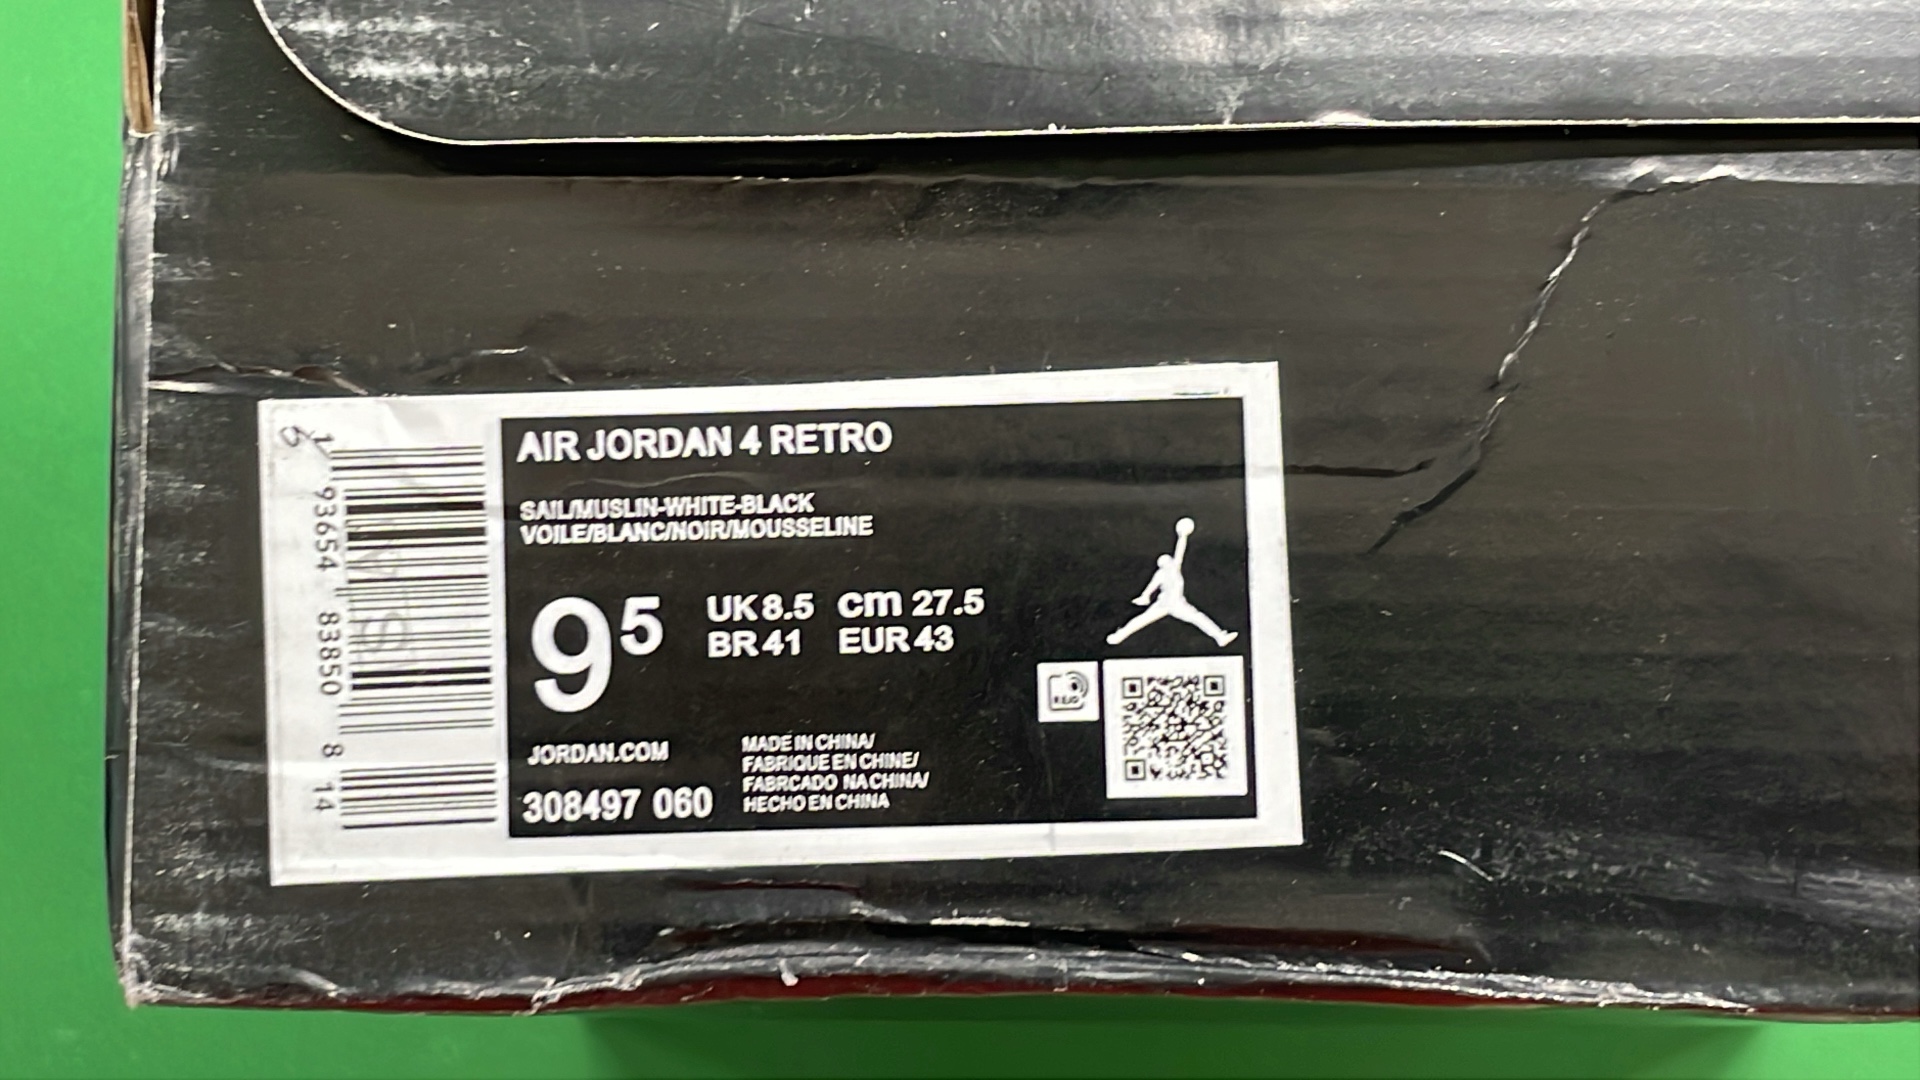 AIR JORDAN 4 RETRO
SAIL/MUSLIN-WHITE-BLACK
VOILE/BLANC/NOIR/MOUSSELINE
9 5
UK 8.5 cm 27.5
BR 41 EUR 43
JORDAN.COM
308497 060
MADE IN CHINA/
FABRIQUE EN CHINE/
FABRCADO NA CHINA/
HECHO EN CHINA
1 93654 83850 8 14